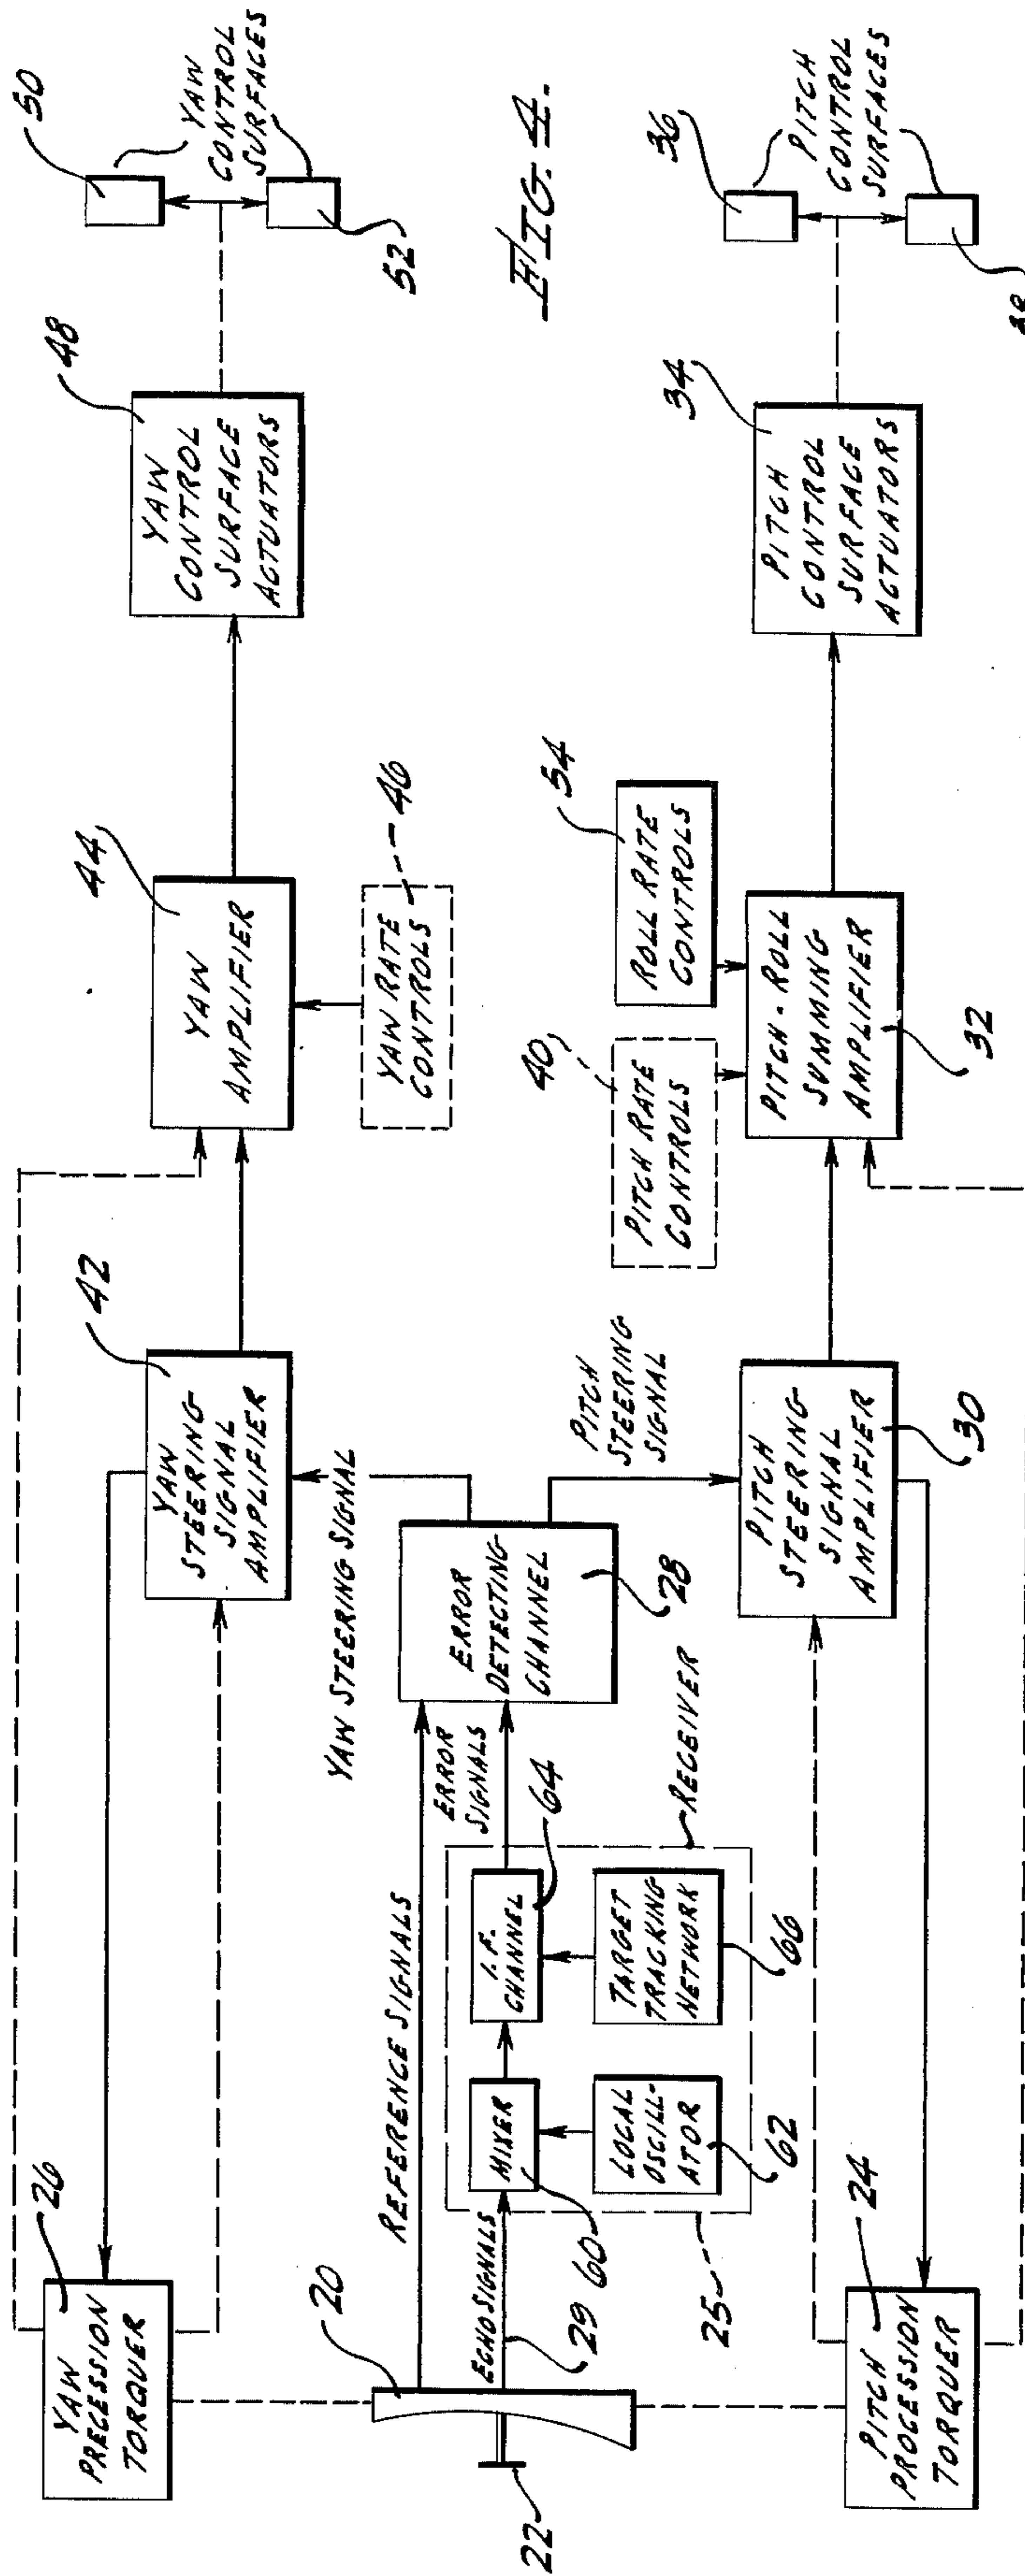 26
YAW
PRECESSION
TORQUER
42
YAW
STEERING
SIGNAL
AMPLIFIER
44
YAW
AMPLIFIER
48
YAW
CONTROL
SURFACE
ACTUATORS
50
YAW
CONTROL
SURFACES
52
YAW RATE
CONTROLS
46
YAW STEERING SIGNAL
REFERENCE SIGNALS
20
22
ECHO SIGNALS
29
60
MIXER
LOCAL
OSCILL-
ATOR
62
25
I.F.
CHANNEL
64
TARGET
TRACKING
NETWORK
66
RECEIVER
ERROR
SIGNALS
ERROR
DETECTING
CHANNEL
28
PITCH
STEERING
SIGNAL
FIG. 4.
24
PITCH
PROCESSION
TORQUER
PITCH
STEERING
SIGNAL
AMPLIFIER
30
40
PITCH RATE
CONTROLS
54
ROLL RATE
CONTROLS
PITCH-ROLL
SUMMING
AMPLIFIER
32
34
PITCH
CONTROL
SURFACE
ACTUATORS
36
PITCH
CONTROL
SURFACES
38